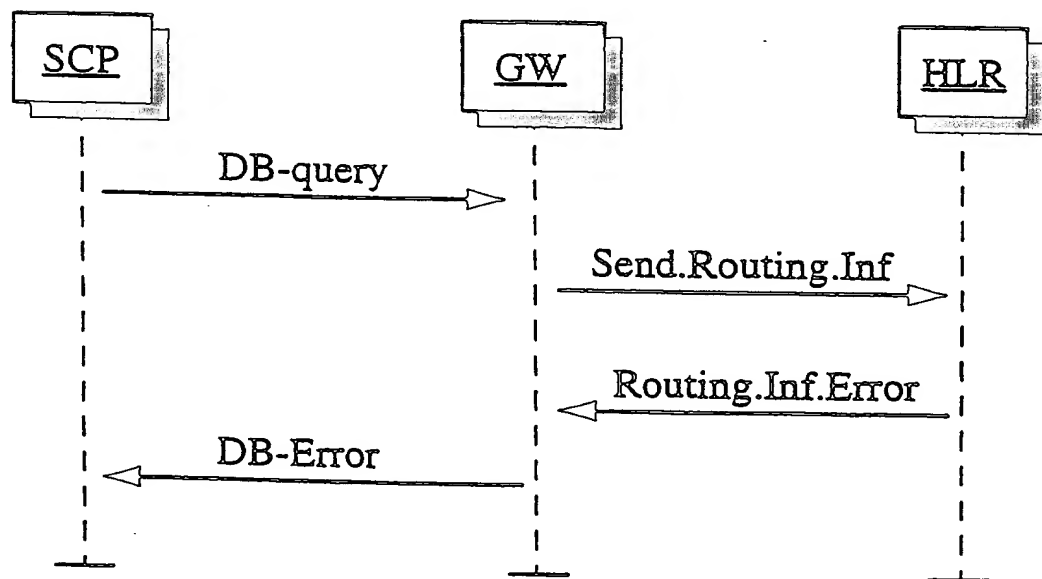 SCP
GW
HLR
DB-query
Send.Routing.Inf
Routing.Inf.Error
DB-Error